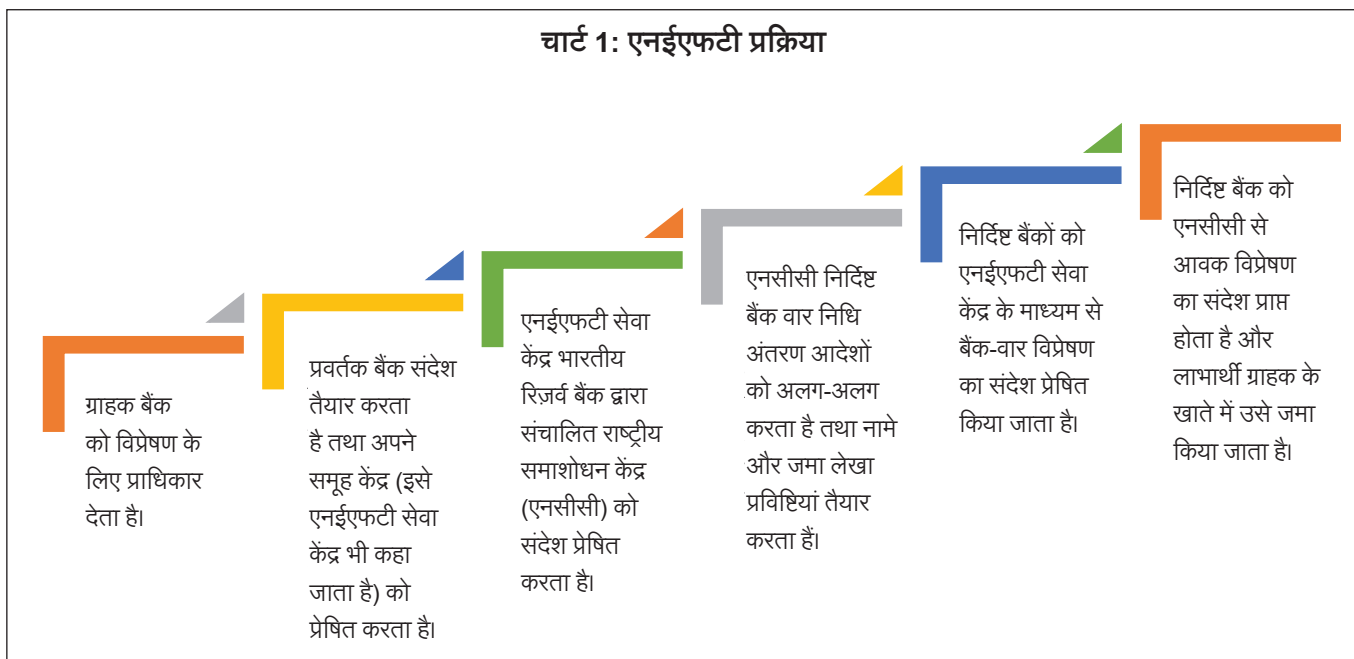 चार्ट 1: एनईएफटी प्रक्रिया
ग्राहक बैंक
को विप्रेषण के
लिए प्राधिकार
देता है।
प्रवर्तक बैंक संदेश
तैयार करता
है तथा अपने
समूह केंद्र (इसे
एनईएफटी सेवा
केंद्र भी कहा
जाता है) को
प्रेषित करता है।
एनईएफटी सेवा
केंद्र भारतीय
रिज़र्व बैंक द्वारा
संचालित राष्ट्रीय
समाशोधन केंद्र
(एनसीसी) को
संदेश प्रेषित
करता है।
एनसीसी निर्दिष्ट
बैंक वार निधि
अंतरण आदेशों
को अलग-अलग
करता है तथा नामे
और जमा लेखा
प्रविष्टियां तैयार
करता हैं।
निर्दिष्ट बैंकों को
एनईएफटी सेवा
केंद्र के माध्यम से
बैंक-वार विप्रेषण
का संदेश प्रेषित
किया जाता है।
निर्दिष्ट बैंक को
एनसीसी से
आवक विप्रेषण
का संदेश प्राप्त
होता है और
लाभार्थी ग्राहक के
खाते में उसे जमा
किया जाता है।